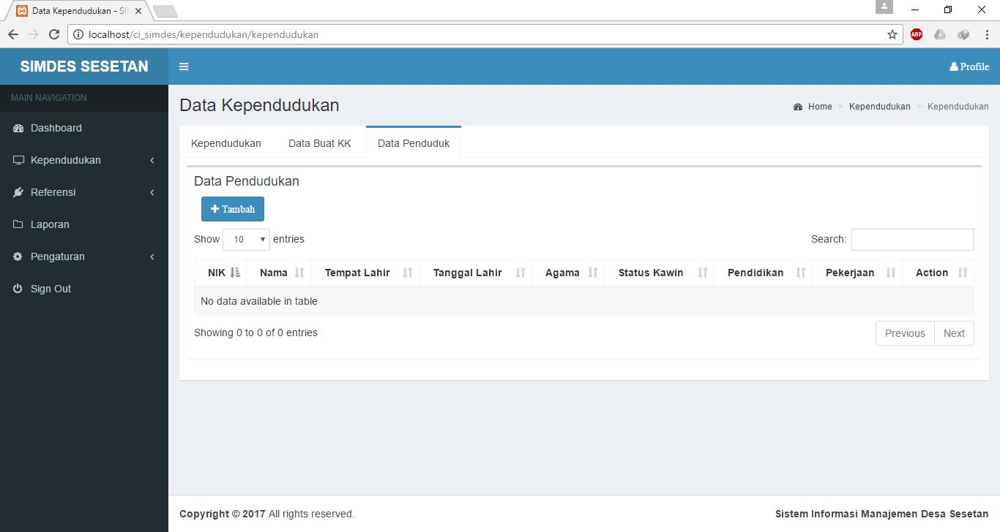 Data Kependudukan - SI
localhost/ci_simdes/kependudukan/kependudukan
ABP
SIMDES SESETAN
Profile
MAIN NAVIGATION
Dashboard
Kependudukan
Referensi
Laporan
Pengaturan
Sign Out
Data Kependudukan
Home > Kependudukan > Kependudukan
Kependudukan Data Buat KK Data Penduduk
Data Pendudukan
Tambah
Show 10 entries Search:
NIK Nama Tempat Lahir Tanggal Lahir Agama Status Kawin Pendidikan Pekerjaan Action
No data available in table
Showing 0 to 0 of 0 entries Previous Next
Copyright © 2017 All rights reserved. Sistem Informasi Manajemen Desa Sesetan